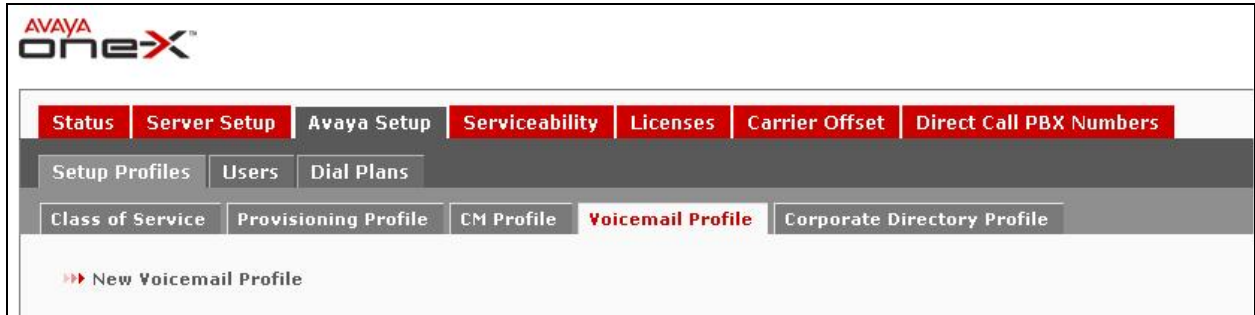 AVAYA
one-X™
Status Server Setup Avaya Setup Serviceability Licenses Carrier Offset Direct Call PBX Numbers
Setup Profiles Users Dial Plans
Class of Service Provisioning Profile CM Profile Voicemail Profile Corporate Directory Profile
New Voicemail Profile